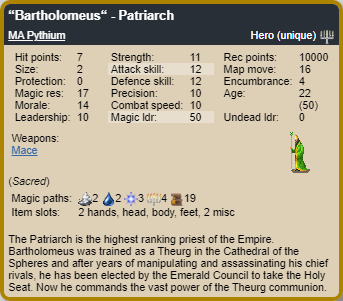 “Bartholomeus“ - Patriarch
MA Pythium Hero (unique)
Hit points: 7 Strength: 11 Rec points: 10000
Size: 2 Attack skill: 12 Map move: 16
Protection: 0 Defence skill: 12 Encumbrance: 4
Magic res: 17 Precision: 10 Age: 22
Morale: 14 Combat speed: 10 (50)
Leadership: 10 Magic ldr: 50 Undead ldr: 0
Weapons:
Mace
(Sacred)
Magic paths: 2 2 3 4 19
Item slots: 2 hands, head, body, feet, 2 misc
The Patriarch is the highest ranking priest of the Empire.
Bartholomeus was trained as a Theurg in the Cathedral of the
Spheres and after years of manipulating and assassinating his chief
rivals, he has been elected by the Emerald Council to take the Holy
Seat. Now he commands the vast power of the Theurg communion.